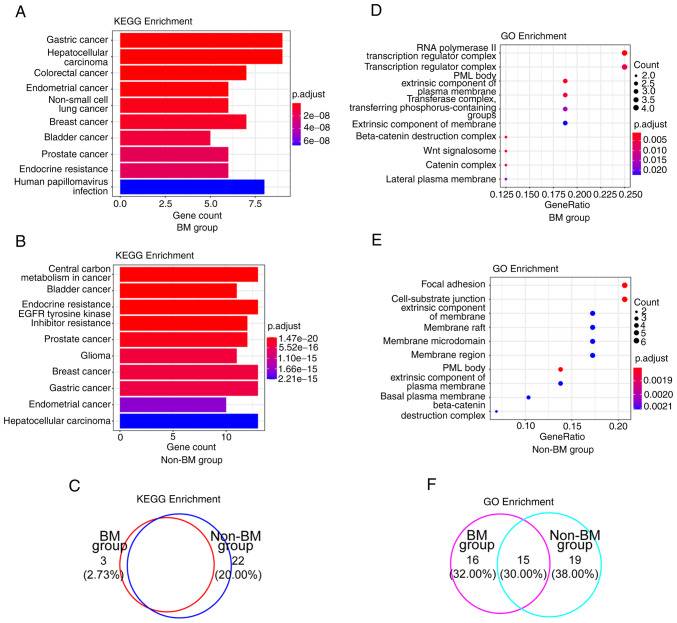 A
KEGG Enrichment
Gastric cancer
Hepatocellular
carcinoma
Colorectal cancer
Endometrial cancer
Non-small cell
lung cancer
Breast cancer
Bladder cancer
Prostate cancer
Endocrine resistance
Human papillomavirus
infection
0.0 2.5 5.0 7.5
Gene count
BM group
p.adjust
2e-08
4e-08
6e-08
B
KEGG Enrichment
Central carbon
metabolism in cancer
Bladder cancer
Endocrine resistance
EGFR tyrosine kinase
Inhibitor resistance
Prostate cancer
Glioma
Breast cancer
Gastric cancer
Endometrial cancer
Hepatocellular carcinoma
0 5 10
Gene count
Non-BM group
p.adjust
1.47e-20
5.52e-16
1.10e-15
1.66e-15
2.21e-15
C
KEGG Enrichment
BM
group
3
(2.73%)
Non-BM
group
22
(20.00%)
D
GO Enrichment
RNA polymerase II
transcription regulator complex
Transcription regulator complex
PML body
extrinsic component of
plasma membrane
Transferase complex,
transferring phosphorus-containing
groups
Extrinsic component of membrane
Beta-catenin destruction complex
Wnt signalosome
Catenin complex
Lateral plasma membrane
0.125 0.125 0.150 0.175 0.200 0.225 0.250
GeneRatio
BM group
Count
2.0
2.5
3.0
3.5
4.0
p.adjust
0.005
0.010
0.015
0.020
E
GO Enrichment
Focal adhesion
Cell-substrate junction
extrinsic component
of membrane
Membrane raft
Membrane microdomain
Membrane region
PML body
extrinsic component of
plasma membrane
Basal plasma membrane
beta-catenin
destruction complex
0.10 0.15 0.20
GeneRatio
Non-BM group
Count
2
3
4
5
6
p.adjust
0.0019
0.0020
0.0021
F
GO Enrichment
BM
group
16
(32.00%)
15
(30.00%)
Non-BM
group
19
(38.00%)